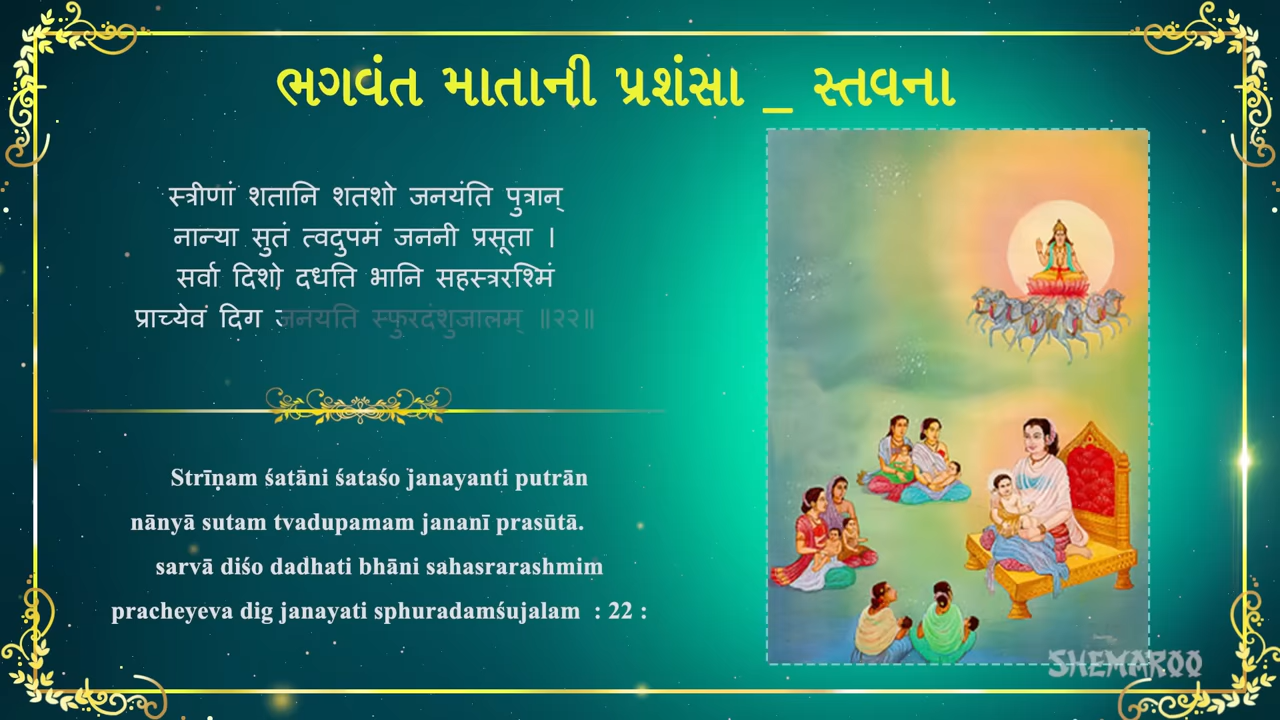 ભગવંત માતાની પ્રશંસા _ સ્તવના
स्त्रीणां शतानि शतशो जनयंति पुत्रान्
नान्या सुतं त्वदुपमं जननी प्रसूता ।
सर्वा दिशो दधति भानि सहस्त्ररश्मिं
प्राच्येवं दिग जनंयति स्फुरदंशुजालम् ॥२२॥
Strīṇam śatāni śataśo janayanti putrān
nānyā sutam tvadupamam jananī prasūtā.
sarvā diśo dadhati bhāni sahasrarashmim
pracheyeva dig janayati sphuradamśujalam : 22 :
SHEMAROO